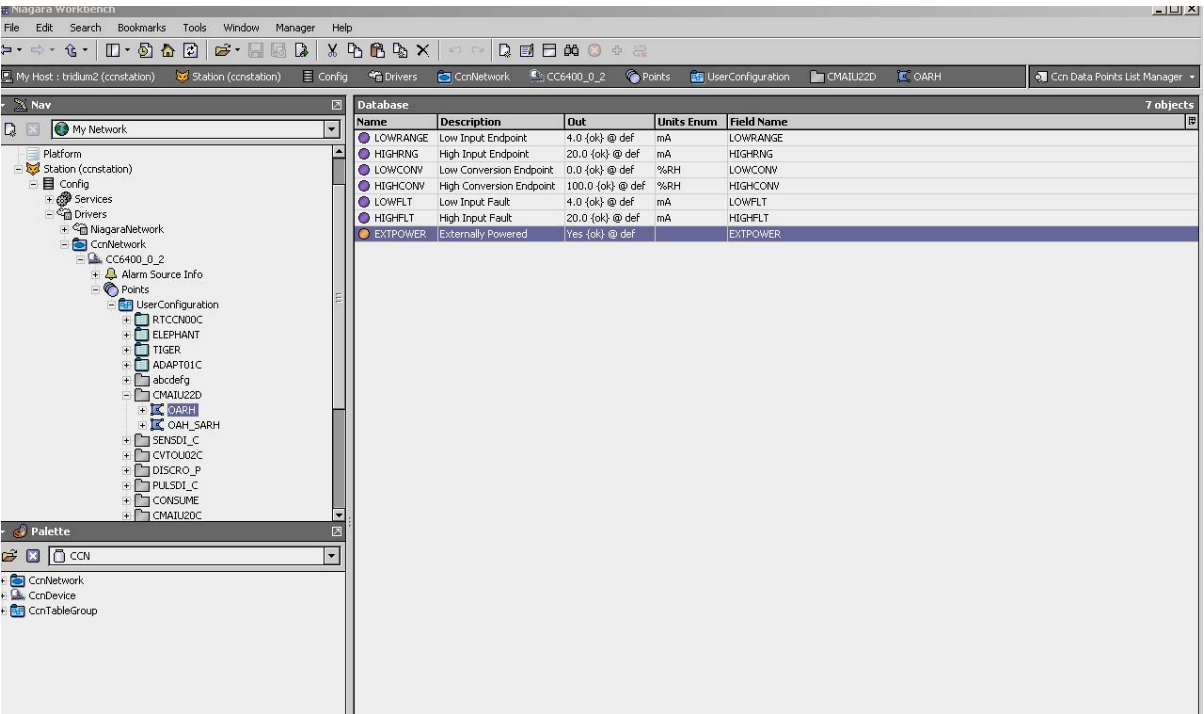 Niagara Workbench
File Edit Search Bookmarks Tools Window Manager Help
My Host : tridium2 (ccnstation) Station (ccnstation) Config Drivers CcnNetwork CC6400_0_2 Points UserConfiguration CMAIU22D OARH Ccn Data Points List Manager
Nav
My Network
Platform
Station (ccnstation)
Config
Services
Drivers
NiagaraNetwork
CcnNetwork
CC6400_0_2
Alarm Source Info
Points
UserConfiguration
RTCCN00C
ELEPHANT
TIGER
ADAPT01C
abcdefg
CMAIU22D
OARH
OAH_SARH
SENSDI_C
CVTOU02C
DISCRO_P
PULSDI_C
CONSUME
CMAIU20C
Palette
CCN
CcnNetwork
CcnDevice
CcnTableGroup
Database 7 objects
Name Description Out Units Enum Field Name
LOWRANGE Low Input Endpoint 4.0 {ok} @ def mA LOWRANGE
HIGHRNG High Input Endpoint 20.0 {ok} @ def mA HIGHRNG
LOWCONV Low Conversion Endpoint 0.0 {ok} @ def %RH LOWCONV
HIGHCONV High Conversion Endpoint 100.0 {ok} @ def %RH HIGHCONV
LOWFLT Low Input Fault 4.0 {ok} @ def mA LOWFLT
HIGHFLT High Input Fault 20.0 {ok} @ def mA HIGHFLT
EXTPOWER Externally Powered Yes {ok} @ def EXTPOWER